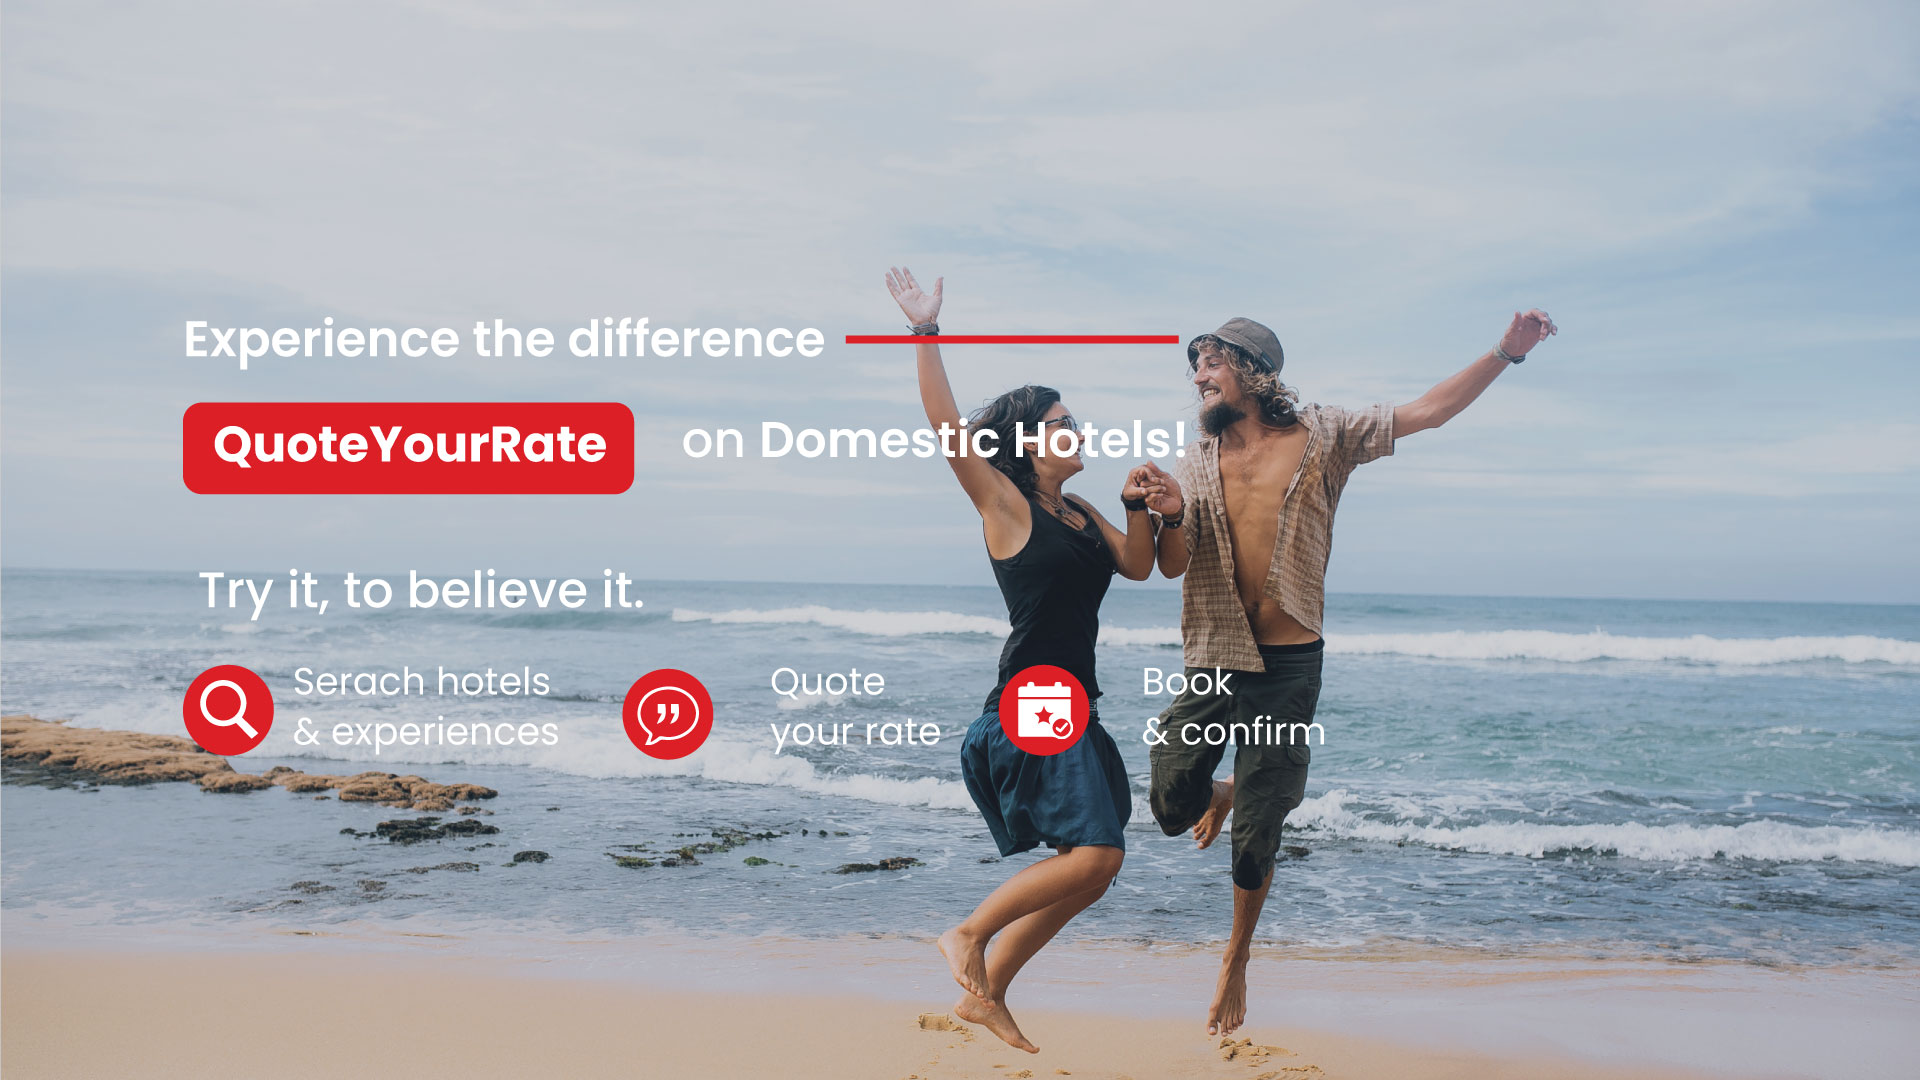 Experience the difference
QuoteYourRate on Domestic Hotels!
Try it, to believe it.
Serach hotels
& experiences
Quote
your rate
Book
& confirm